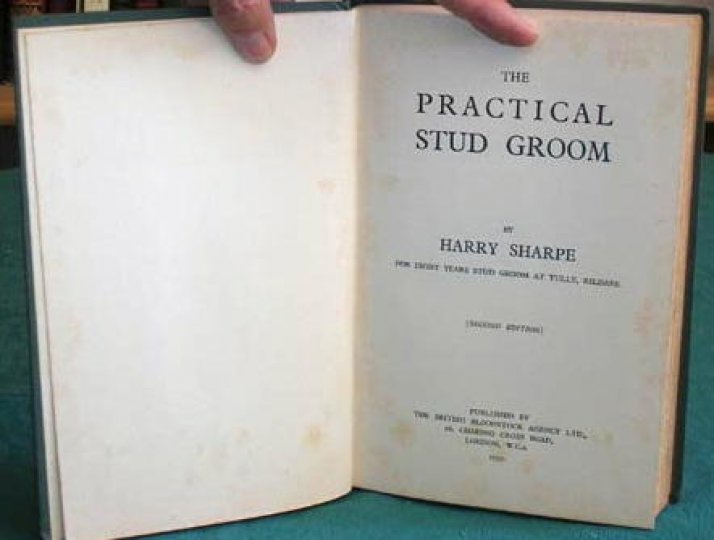 THE
PRACTICAL
STUD GROOM
BY
HARRY SHARPE
FOR EIGHT YEARS STUD GROOM AT TULLY, KILDARE
[SECOND EDITION]
PUBLISHED BY
THE BRITISH BLOODSTOCK AGENCY LTD.,
CHARING CROSS ROAD,
LONDON, W.C.2